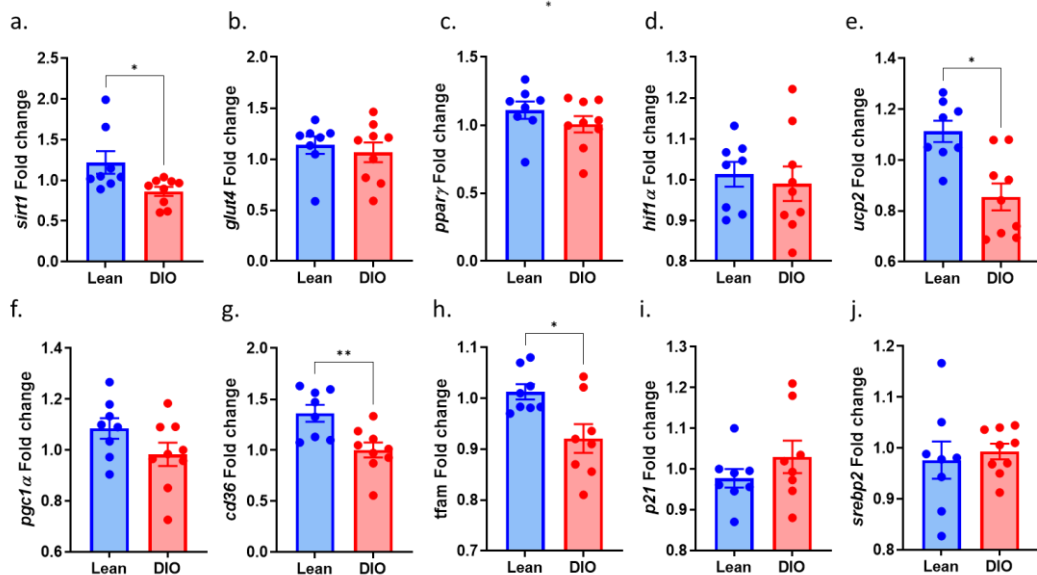 *
a.
sirt1 Fold change
2.5
2.0
1.5
1.0
0.5
0.0
*
Lean DIO
b.
glut4 Fold change
2.0
1.5
1.0
0.5
0.0
Lean DIO
c.
pparγ Fold change
1.5
1.0
0.5
0.0
Lean DIO
d.
hif1α Fold change
1.3
1.2
1.1
1.0
0.9
0.8
Lean DIO
e.
ucp2 Fold change
1.4
1.2
1.0
0.8
0.6
*
Lean DIO
f.
pgc1α Fold change
1.4
1.2
1.0
0.8
0.6
Lean DIO
g.
cd36 Fold change
2.0
1.5
1.0
0.5
0.0
**
Lean DIO
h.
tfam Fold change
1.1
1.0
0.9
0.8
0.7
*
Lean DIO
i.
p21 Fold change
1.3
1.2
1.1
1.0
0.9
0.8
Lean DIO
j.
srebp2 Fold change
1.2
1.1
1.0
0.9
0.8
Lean DIO